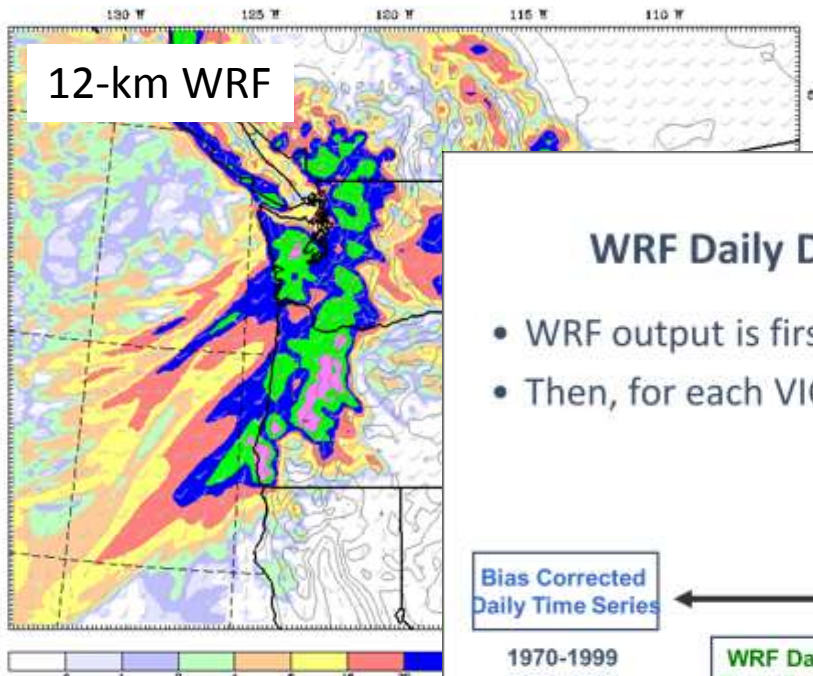 130 W 125 W 120 W 115 W 110 W
12-km WRF
WRF Daily D
• WRF output is firs
• Then, for each VIC
Bias Corrected
Daily Time Series
1970-1999
WRF Da